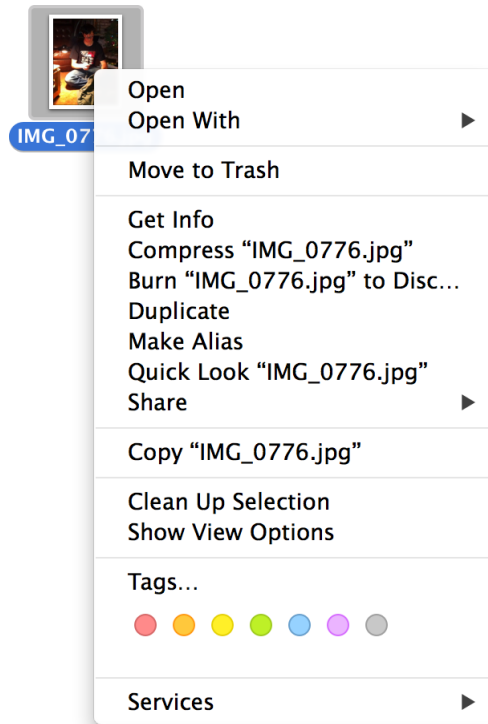 IMG_07
Open
Open With
Move to Trash
Get Info
Compress “IMG_0776.jpg”
Burn “IMG_0776.jpg” to Disc…
Duplicate
Make Alias
Quick Look “IMG_0776.jpg”
Share
Copy “IMG_0776.jpg”
Clean Up Selection
Show View Options
Tags…
Services